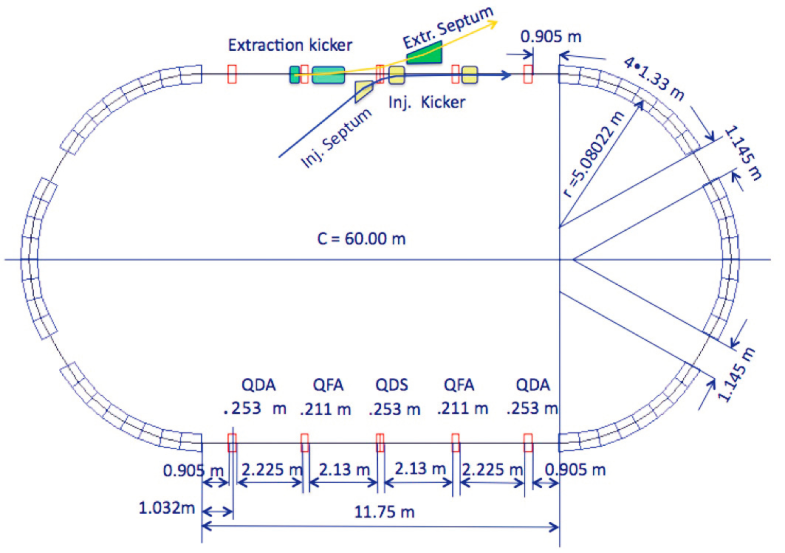 Extr. Septum
0.905 m
Extraction kicker
4•1.33 m
Inj. Kicker
Inj. Septum
1.145 m
r =5.08022 m
C = 60.00 m
1.145 m
QDA QFA QDS QFA QDA
.253 m .211 m .253 m .211 m .253 m
0.905 m 2.225 m 2.13 m 2.13 m 2.225 m 0.905 m
1.032m
11.75 m